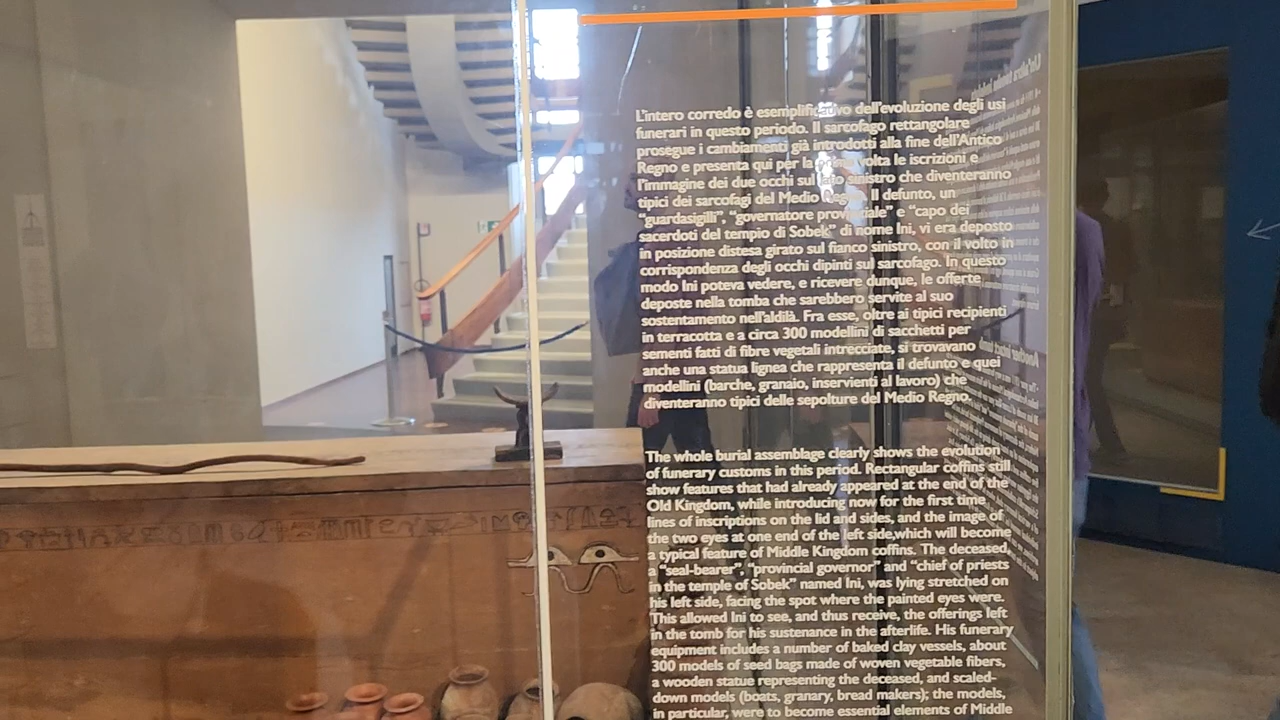 L'intero corredo è esemplificativo dell'evoluzione degli usi
funerari in questo periodo. Il sarcofago rettangolare
prosegue i cambiamenti già introdotti alla fine dell'Antico
Regno e presenta qui per la prima volta le iscrizioni e
l'immagine dei due occhi sul lato sinistro che diventeranno
tipici dei sarcofagi del Medio Regno. Il defunto, un
"guardasigilli", "governatore provinciale" e "capo dei
sacerdoti del tempio di Sobek" di nome Ini, vi era deposto
in posizione distesa girato sul fianco sinistro, con il volto in
corrispondenza degli occhi dipinti sul sarcofago. In questo
modo Ini poteva vedere, e ricevere dunque, le offerte
deposte nella tomba che sarebbero servite al suo
sostentamento nell'aldilà. Fra esse, oltre ai tipici recipienti
in terracotta e a circa 300 modellini di sacchetti per
sementi fatti di fibre vegetali intrecciate, si trovavano
anche una statua lignea che rappresenta il defunto e quei
modellini (barche, granaio, inservienti al lavoro) che
diventeranno tipici delle sepolture del Medio Regno.
The whole burial assemblage clearly shows the evolution
of funerary customs in this period. Rectangular coffins still
show features that had already appeared at the end of the
Old Kingdom, while introducing now for the first time
lines of inscriptions on the lid and sides, and the image of
the two eyes at one end of the left side,which will become
a typical feature of Middle Kingdom coffins. The deceased,
a "seal-bearer", "provincial governor" and "chief of priests
in the temple of Sobek" named Ini, was lying stretched on
his left side, facing the spot where the painted eyes were.
This allowed Ini to see, and thus receive, the offerings left
in the tomb for his sustenance in the afterlife. His funerary
equipment includes a number of baked clay vessels, about
300 models of seed bags made of woven vegetable fibers,
a wooden statue representing the deceased, and scaled-
down models (boats, granary, bread makers); the models,
in particular, were to become essential elements of Middle